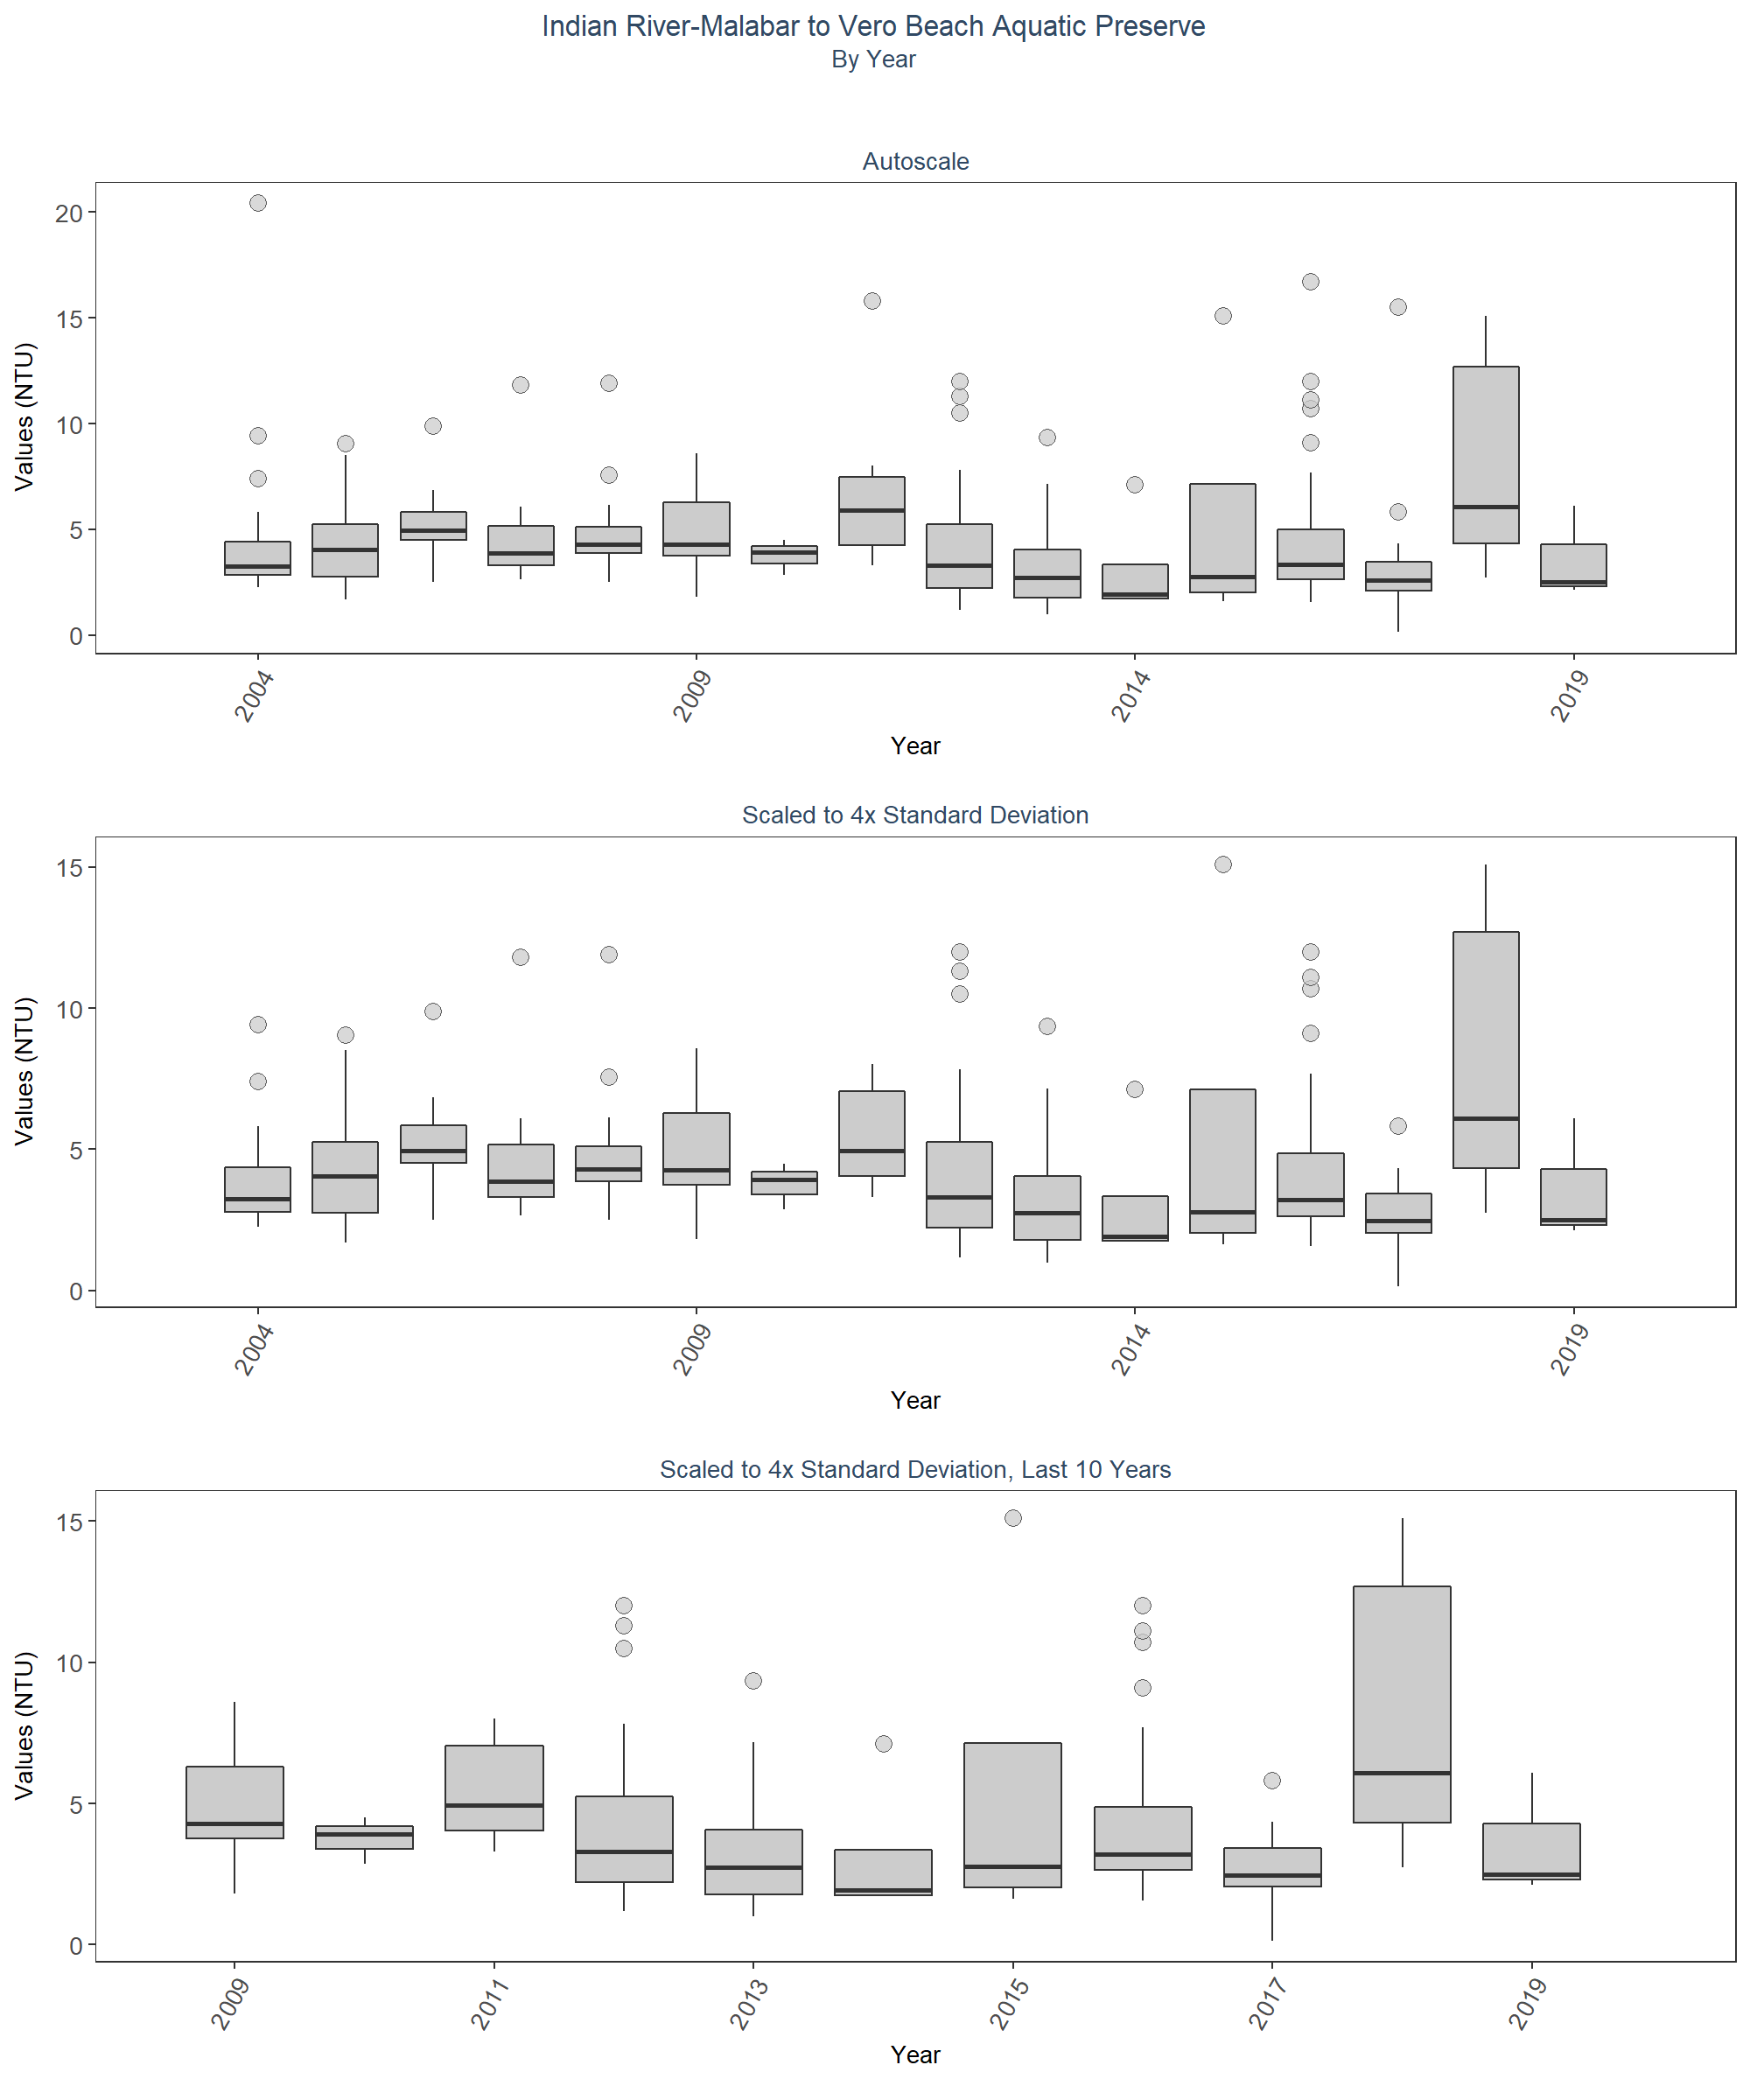 Indian River-Malabar to Vero Beach Aquatic Preserve
By Year
Autoscale
Values (NTU)
20
15
10
5
0
2004
2009
2014
2019
Year
Scaled to 4x Standard Deviation
Values (NTU)
15
10
5
0
2004
2009
2014
2019
Year
Scaled to 4x Standard Deviation, Last 10 Years
Values (NTU)
15
10
5
0
2009
2011
2013
2015
2017
2019
Year